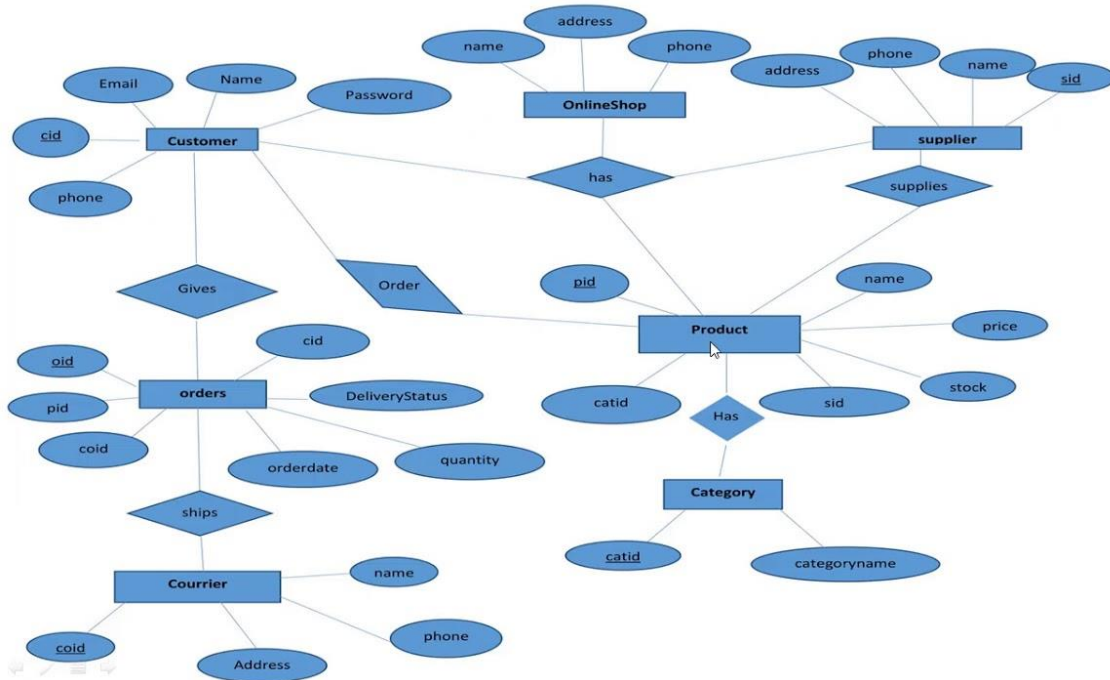 address
name
phone
OnlineShop
phone
name
address
sid
supplier
Email
Name
Password
cid
Customer
phone
has
supplies
Gives
Order
pid
name
Product
price
stock
catid
sid
Has
Category
catid
categoryname
cid
oid
orders
DeliveryStatus
pid
coid
orderdate
quantity
ships
Courrier
name
phone
coid
Address